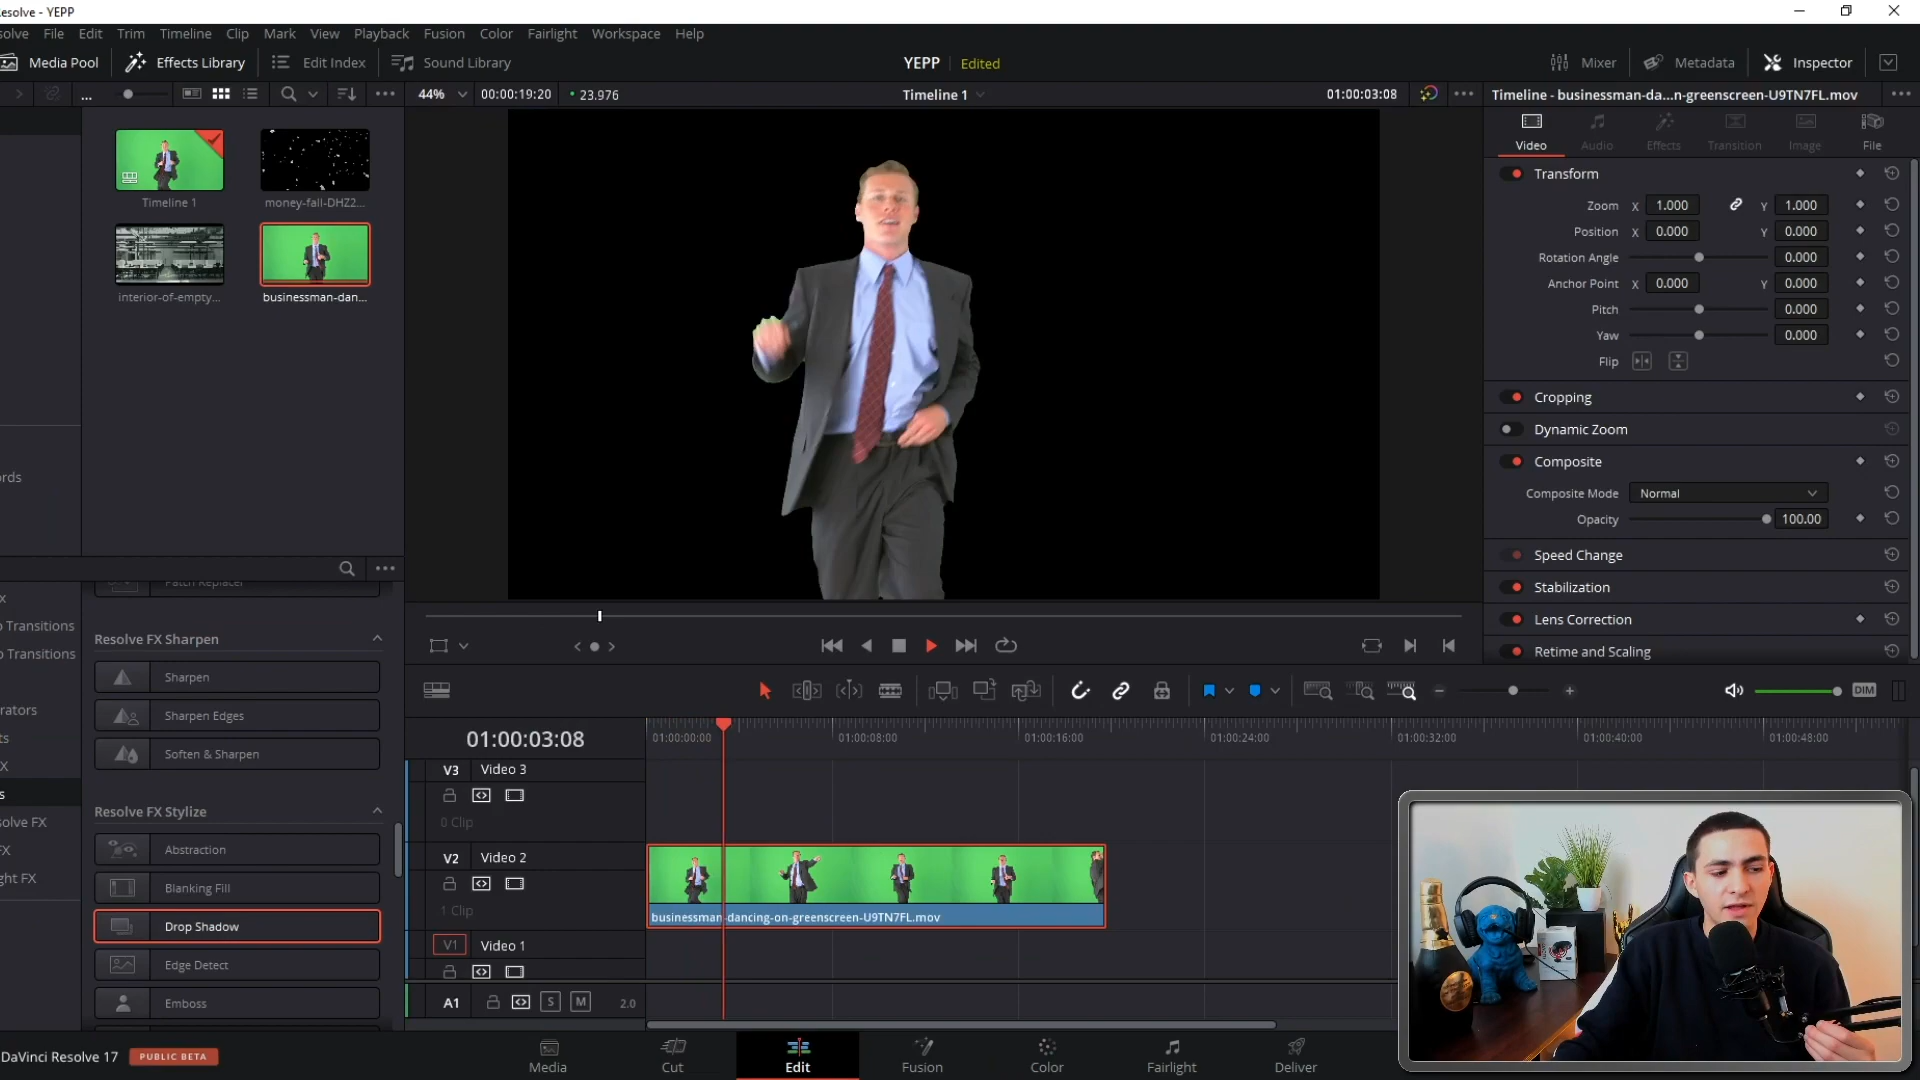 esolve - YEPP
solve File Edit Trim Timeline Clip Mark View Playback Fusion Color Fairlight Workspace Help
Media Pool Effects Library Edit Index Sound Library YEPP Edited Mixer Metadata Inspector
... 44% 00:00:19:20 23.976 Timeline 1 01:00:03:08 Timeline - businessman-da...n-greenscreen-U9TN7FL.mov
Video Audio Effects Transition Image File
Timeline 1 money-fall-DHZ2...
interior-of-empty... businessman-dan...
Transform
Zoom X 1.000 Y 1.000
Position X 0.000 Y 0.000
Rotation Angle 0.000
Anchor Point X 0.000 Y 0.000
Pitch 0.000
Yaw 0.000
Flip
Cropping
Dynamic Zoom
Composite
Composite Mode Normal
Opacity 100.00
Speed Change
Stabilization
Lens Correction
Retime and Scaling
ords
x
o Transitions
o Transitions
rators
ts
X
s
olve FX
FX
ght FX
Patch Replacer
Resolve FX Sharpen
Sharpen
Sharpen Edges
Soften & Sharpen
Resolve FX Stylize
Abstraction
Blanking Fill
Drop Shadow
Edge Detect
Emboss
DIM
01:00:03:08 01:00:00:00 01:00:08:00 01:00:16:00 01:00:24:00 01:00:32:00 01:00:40:00 01:00:48:00
V3 Video 3
0 Clip
V2 Video 2
1 Clip
businessman-dancing-on-greenscreen-U9TN7FL.mov
V1 Video 1
A1 S M 2.0
DaVinci Resolve 17 PUBLIC BETA
Media Cut Edit Fusion Color Fairlight Deliver